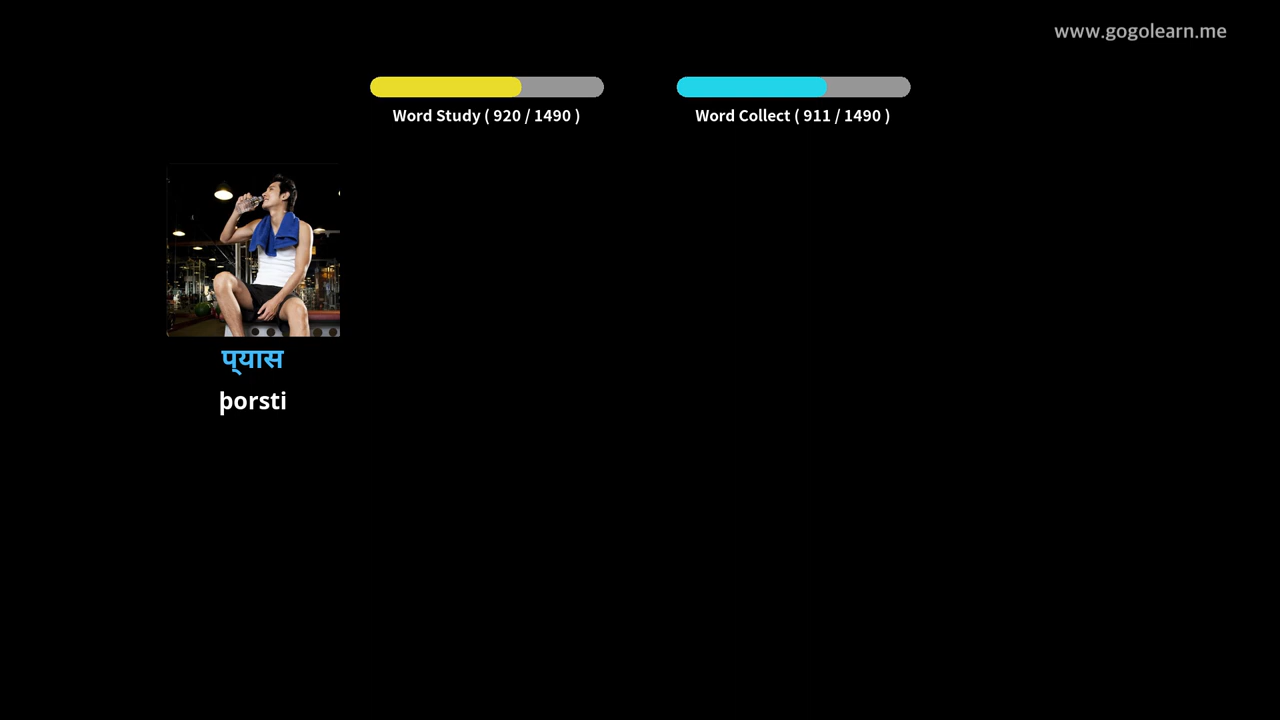 www.gogolearn.me
Word Study ( 920 / 1490 )
Word Collect ( 911 / 1490 )
प्यास
þorsti